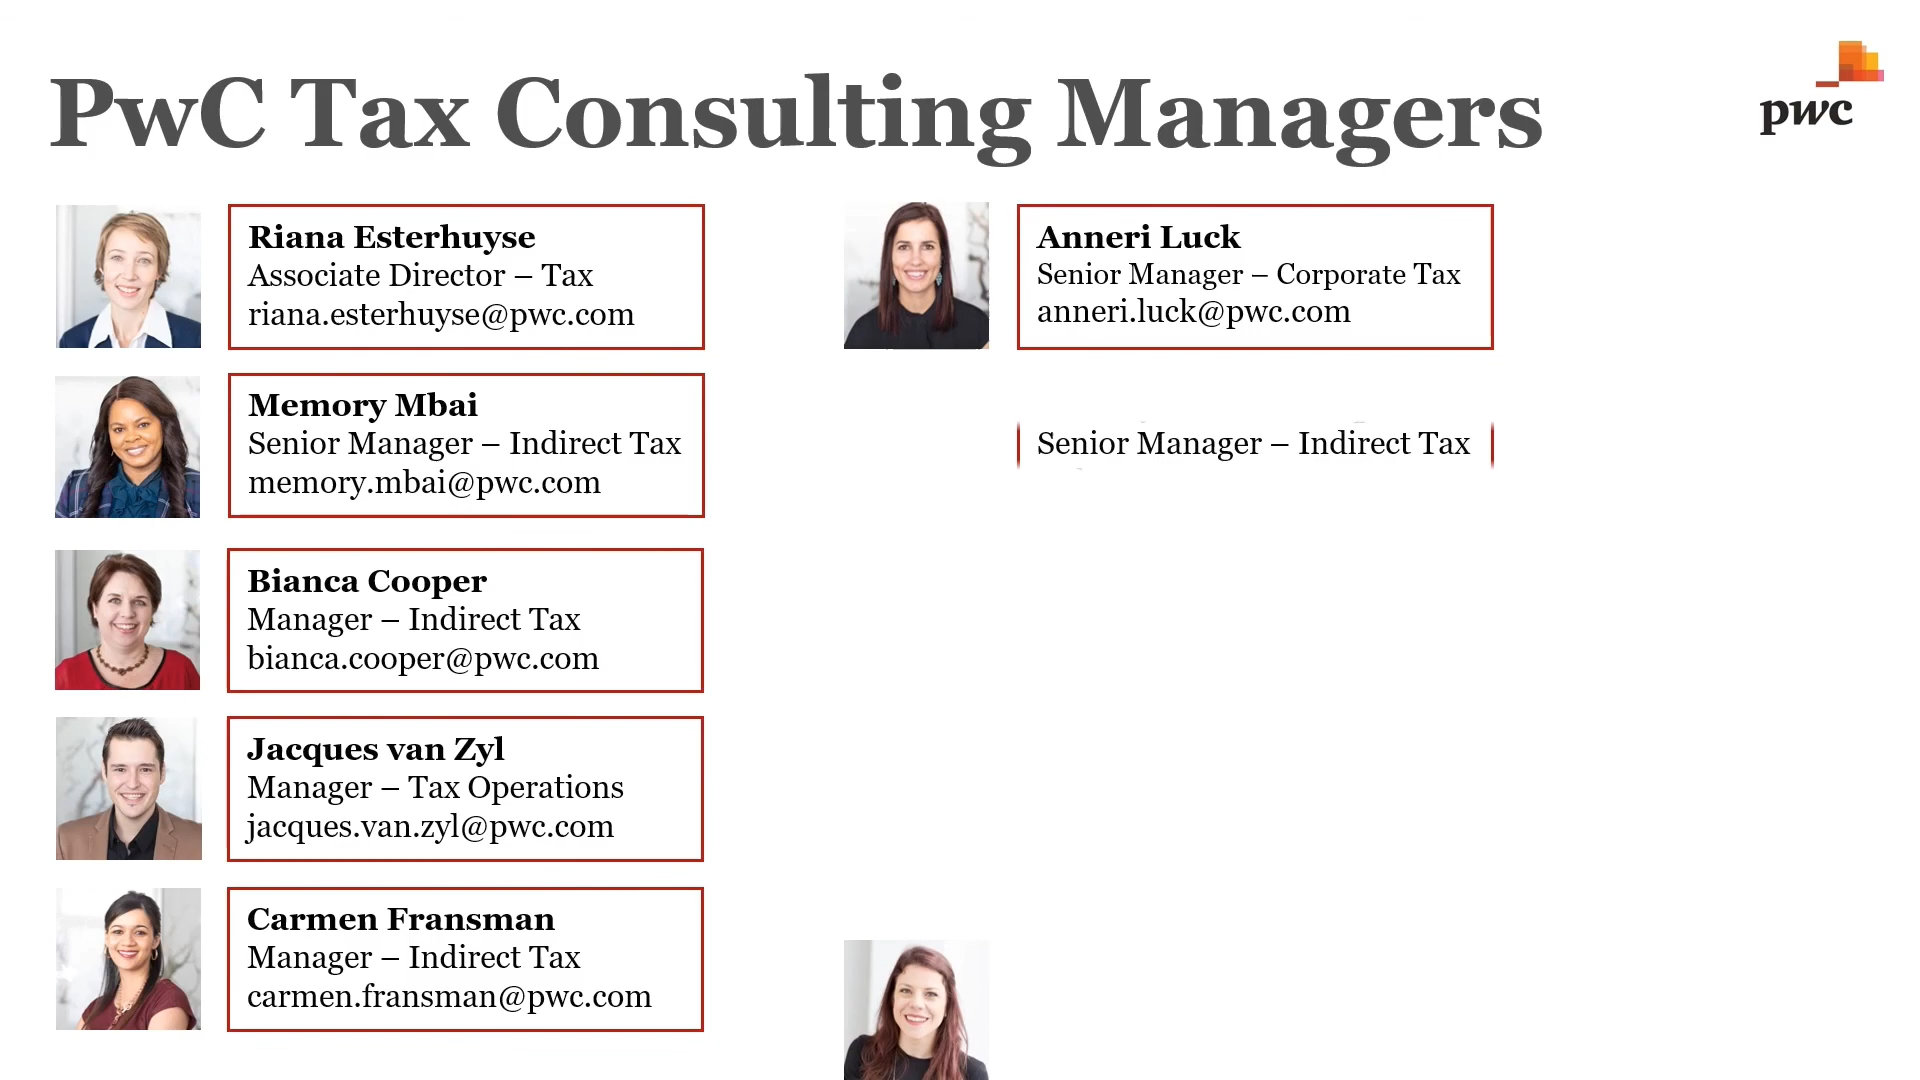 PwC Tax Consulting Managers
pwc
Riana Esterhuyse
Associate Director – Tax
riana.esterhuyse@pwc.com
Memory Mbai
Senior Manager – Indirect Tax
memory.mbai@pwc.com
Bianca Cooper
Manager – Indirect Tax
bianca.cooper@pwc.com
Jacques van Zyl
Manager – Tax Operations
jacques.van.zyl@pwc.com
Carmen Fransman
Manager – Indirect Tax
carmen.fransman@pwc.com
Anneri Luck
Senior Manager – Corporate Tax
anneri.luck@pwc.com
Senior Manager – Indirect Tax